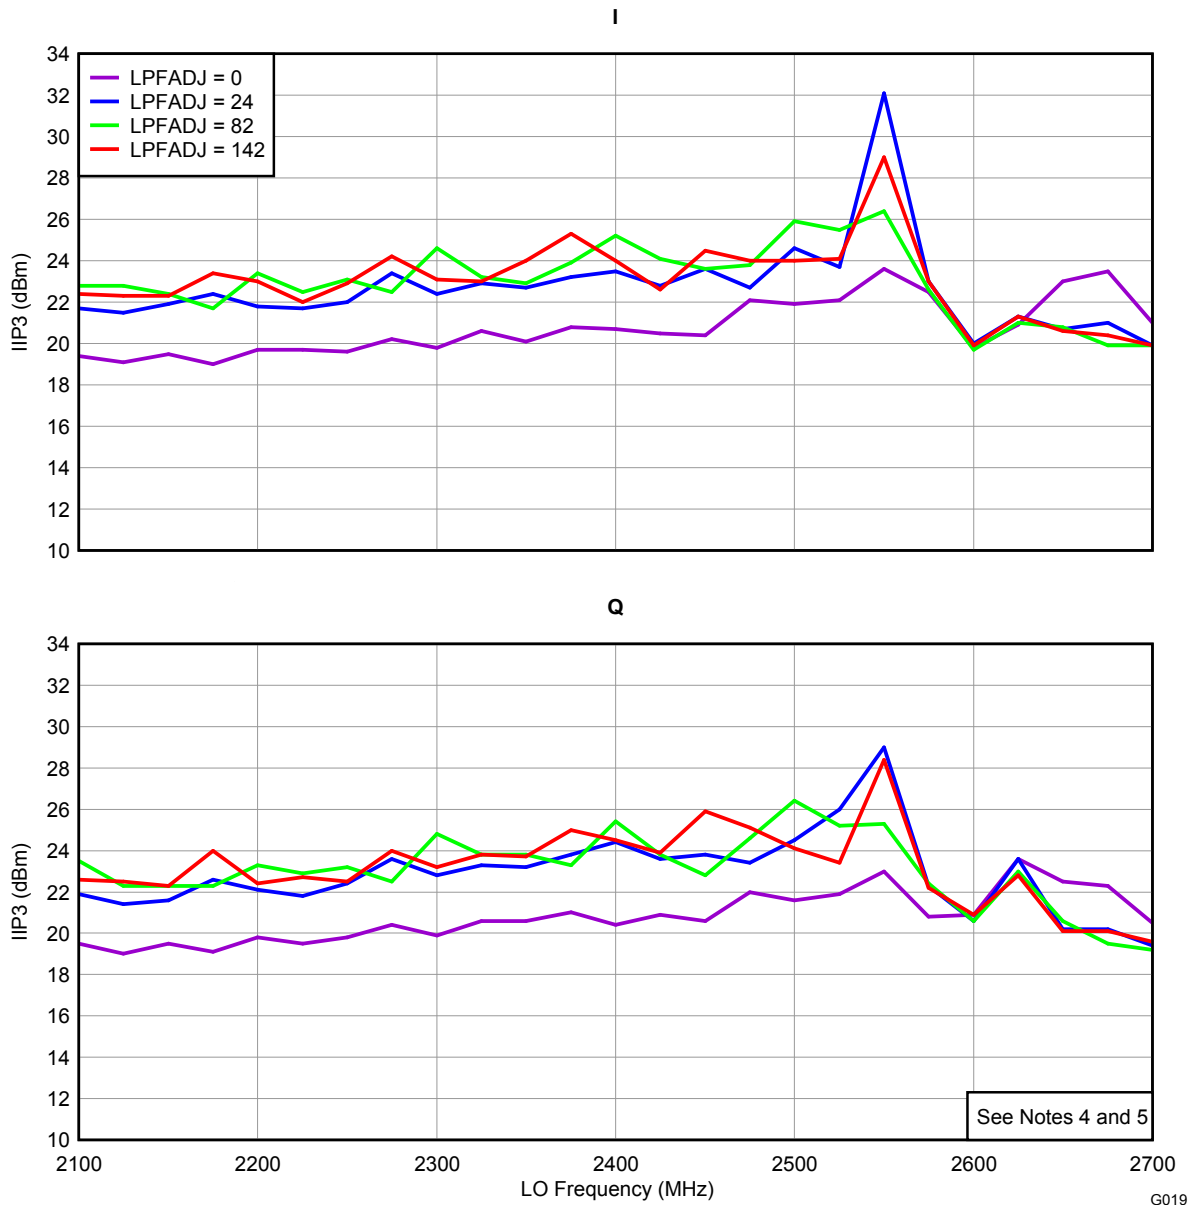 I
34
32
30
28
26
24
22
20
18
16
14
12
10
IIP3 (dBm)
LPFADJ = 0
LPFADJ = 24
LPFADJ = 82
LPFADJ = 142
Q
34
32
30
28
26
24
22
20
18
16
14
12
10
IIP3 (dBm)
See Notes 4 and 5
2100 2200 2300 2400 2500 2600 2700
LO Frequency (MHz)
G019